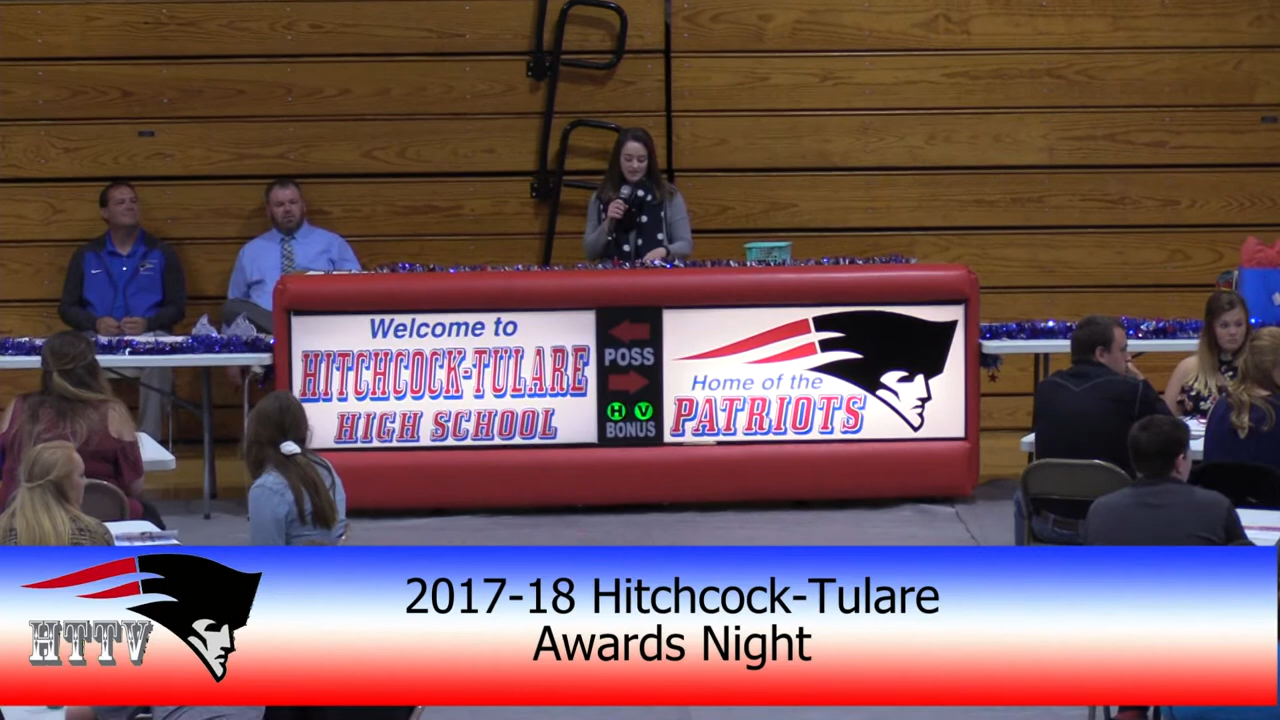 Welcome to
HITCHCOCK-TULARE
HIGH SCHOOL
POSS
H V
BONUS
Home of the
PATRIOTS
HTTV
2017-18 Hitchcock-Tulare
Awards Night